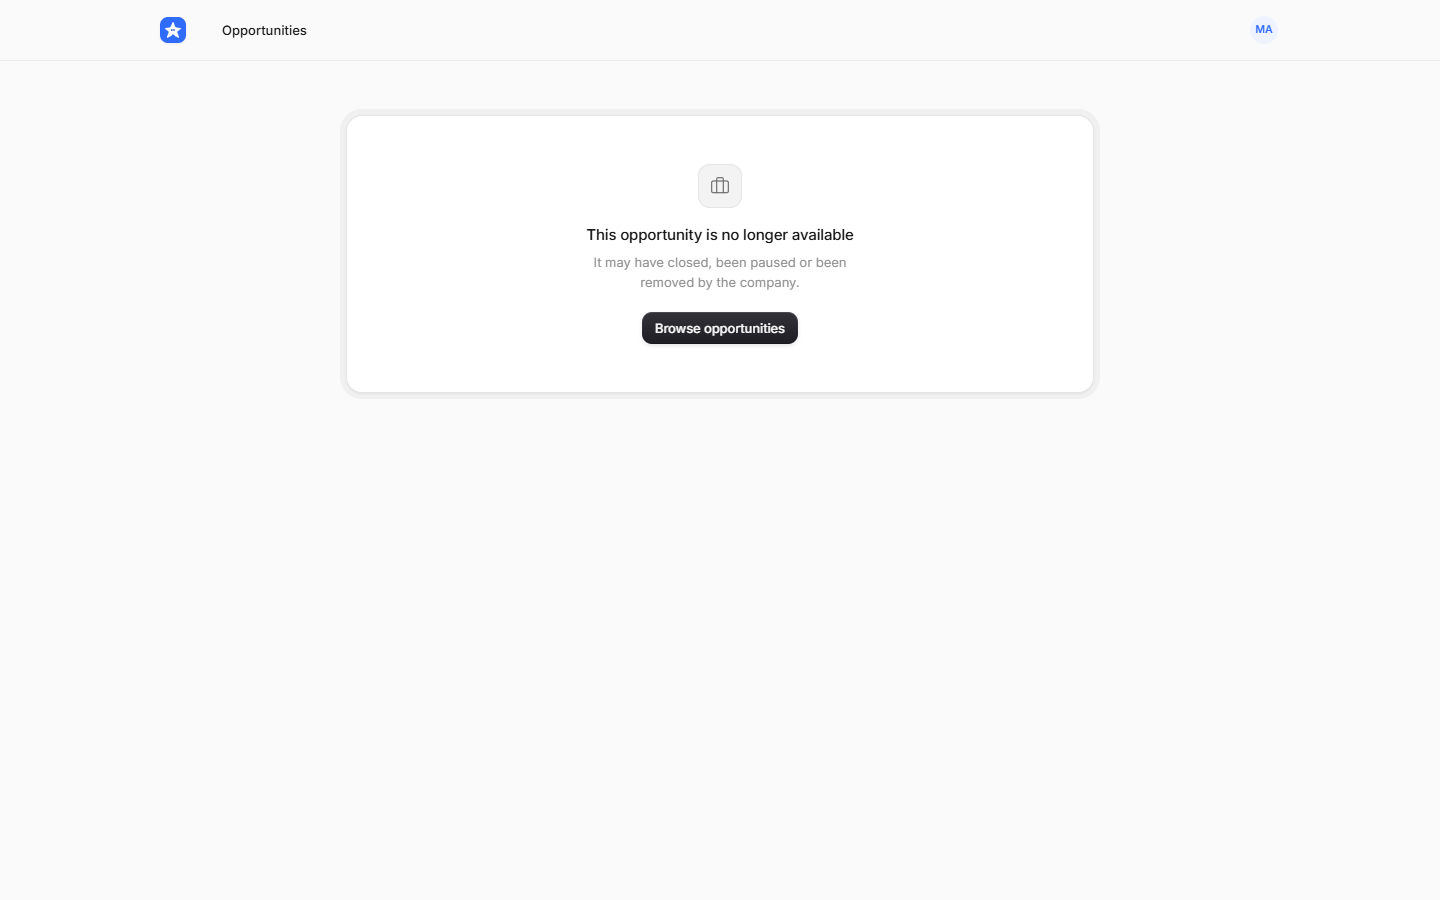 Opportunities
MA
This opportunity is no longer available
It may have closed, been paused or been
removed by the company.
Browse opportunities